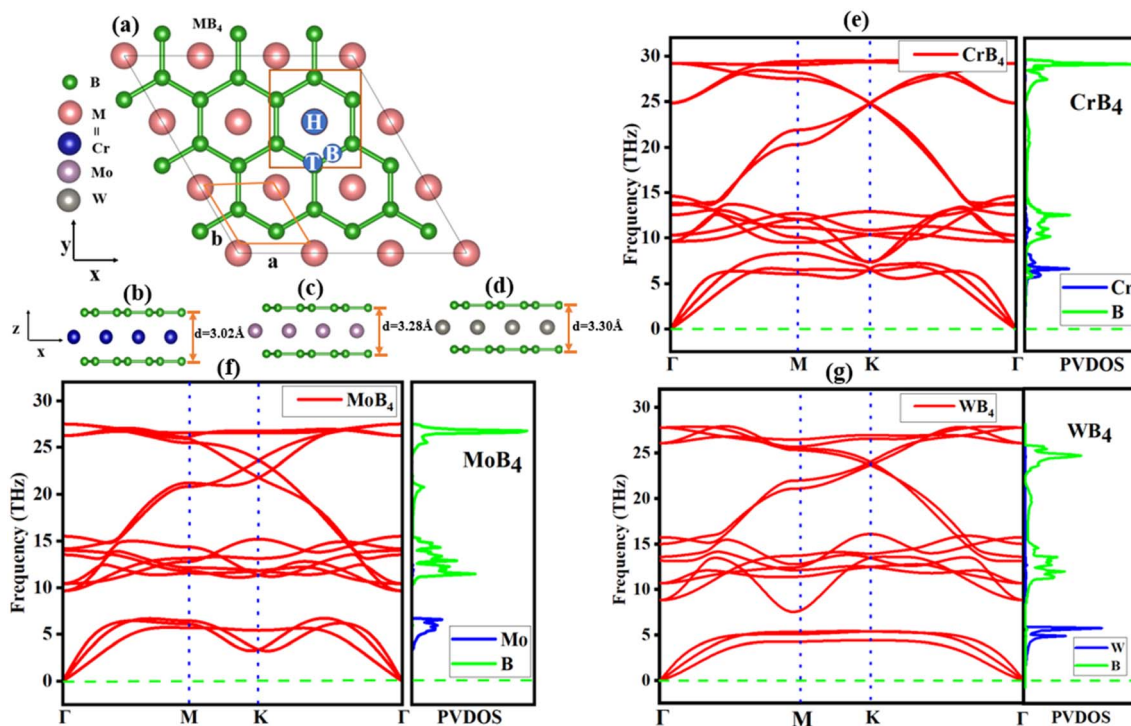 (a)
MB₄
B
M
=
Cr
Mo
W
H
T
B
b
a
y
x
(b)
(c)
(d)
z
x
d=3.02Å
d=3.28Å
d=3.30Å
(e)
CrB₄
30
25
20
15
10
5
0
Frequency (THz)
Γ
M
K
Γ
CrB₄
Cr
B
PVDOS
(f)
MoB₄
30
25
20
15
10
5
0
Frequency (THz)
Γ
M
K
Γ
MoB₄
Mo
B
PVDOS
(g)
WB₄
30
25
20
15
10
5
0
Frequency (THz)
Γ
M
K
Γ
WB₄
W
B
PVDOS